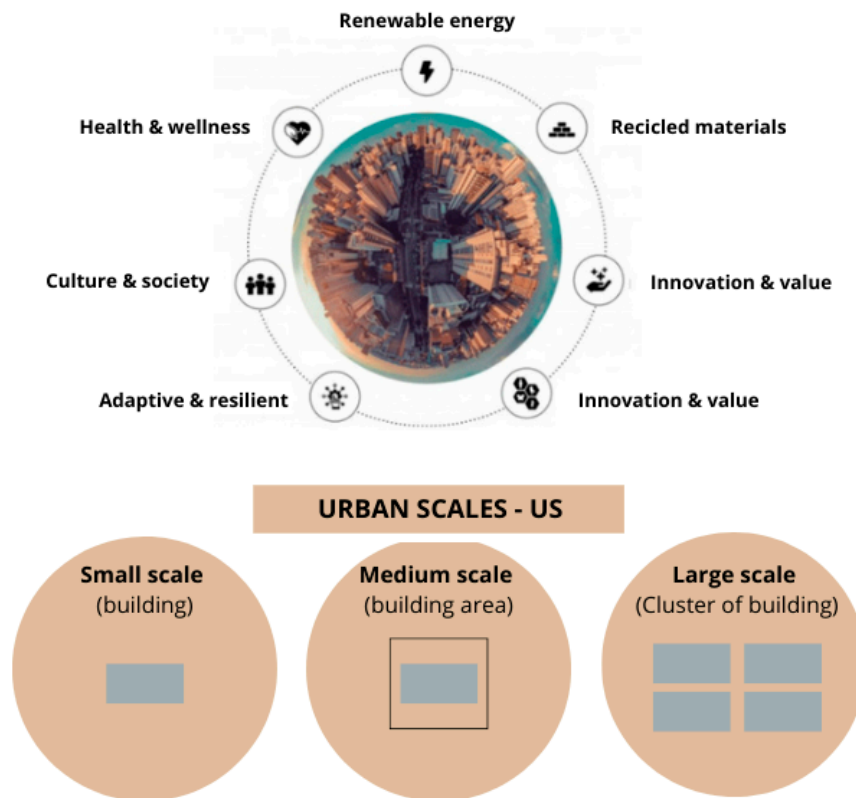 Renewable energy
Health & wellness
Recicled materials
Culture & society
Innovation & value
Adaptive & resilient
Innovation & value
URBAN SCALES - US
Small scale
(building)
Medium scale
(building area)
Large scale
(Cluster of building)